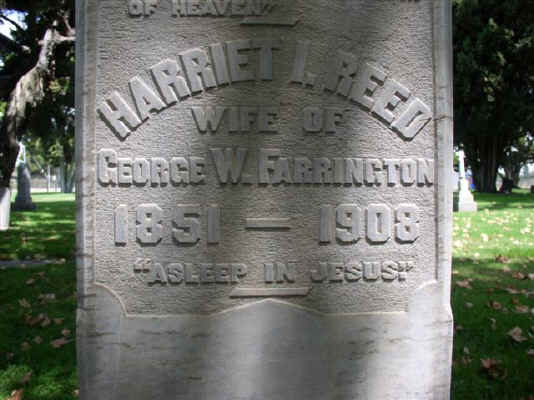 OF HEAVEN"
HARRIET I. REED
WIFE OF
GEORGE W. FARRINGTON
1851 — 1908
"ASLEEP IN JESUS."